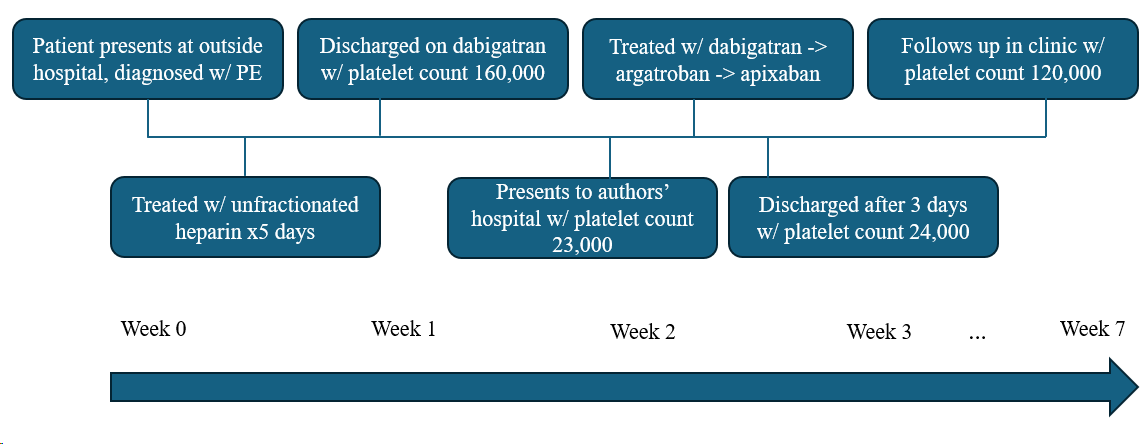 Patient presents at outside
hospital, diagnosed w/ PE
Discharged on dabigatran
w/ platelet count 160,000
Treated w/ dabigatran ->
argatroban -> apixaban
Follows up in clinic w/
platelet count 120,000
Treated w/ unfractionated
heparin x5 days
Presents to authors’
hospital w/ platelet count
23,000
Discharged after 3 days
w/ platelet count 24,000
Week 0
Week 1
Week 2
Week 3
...
Week 7